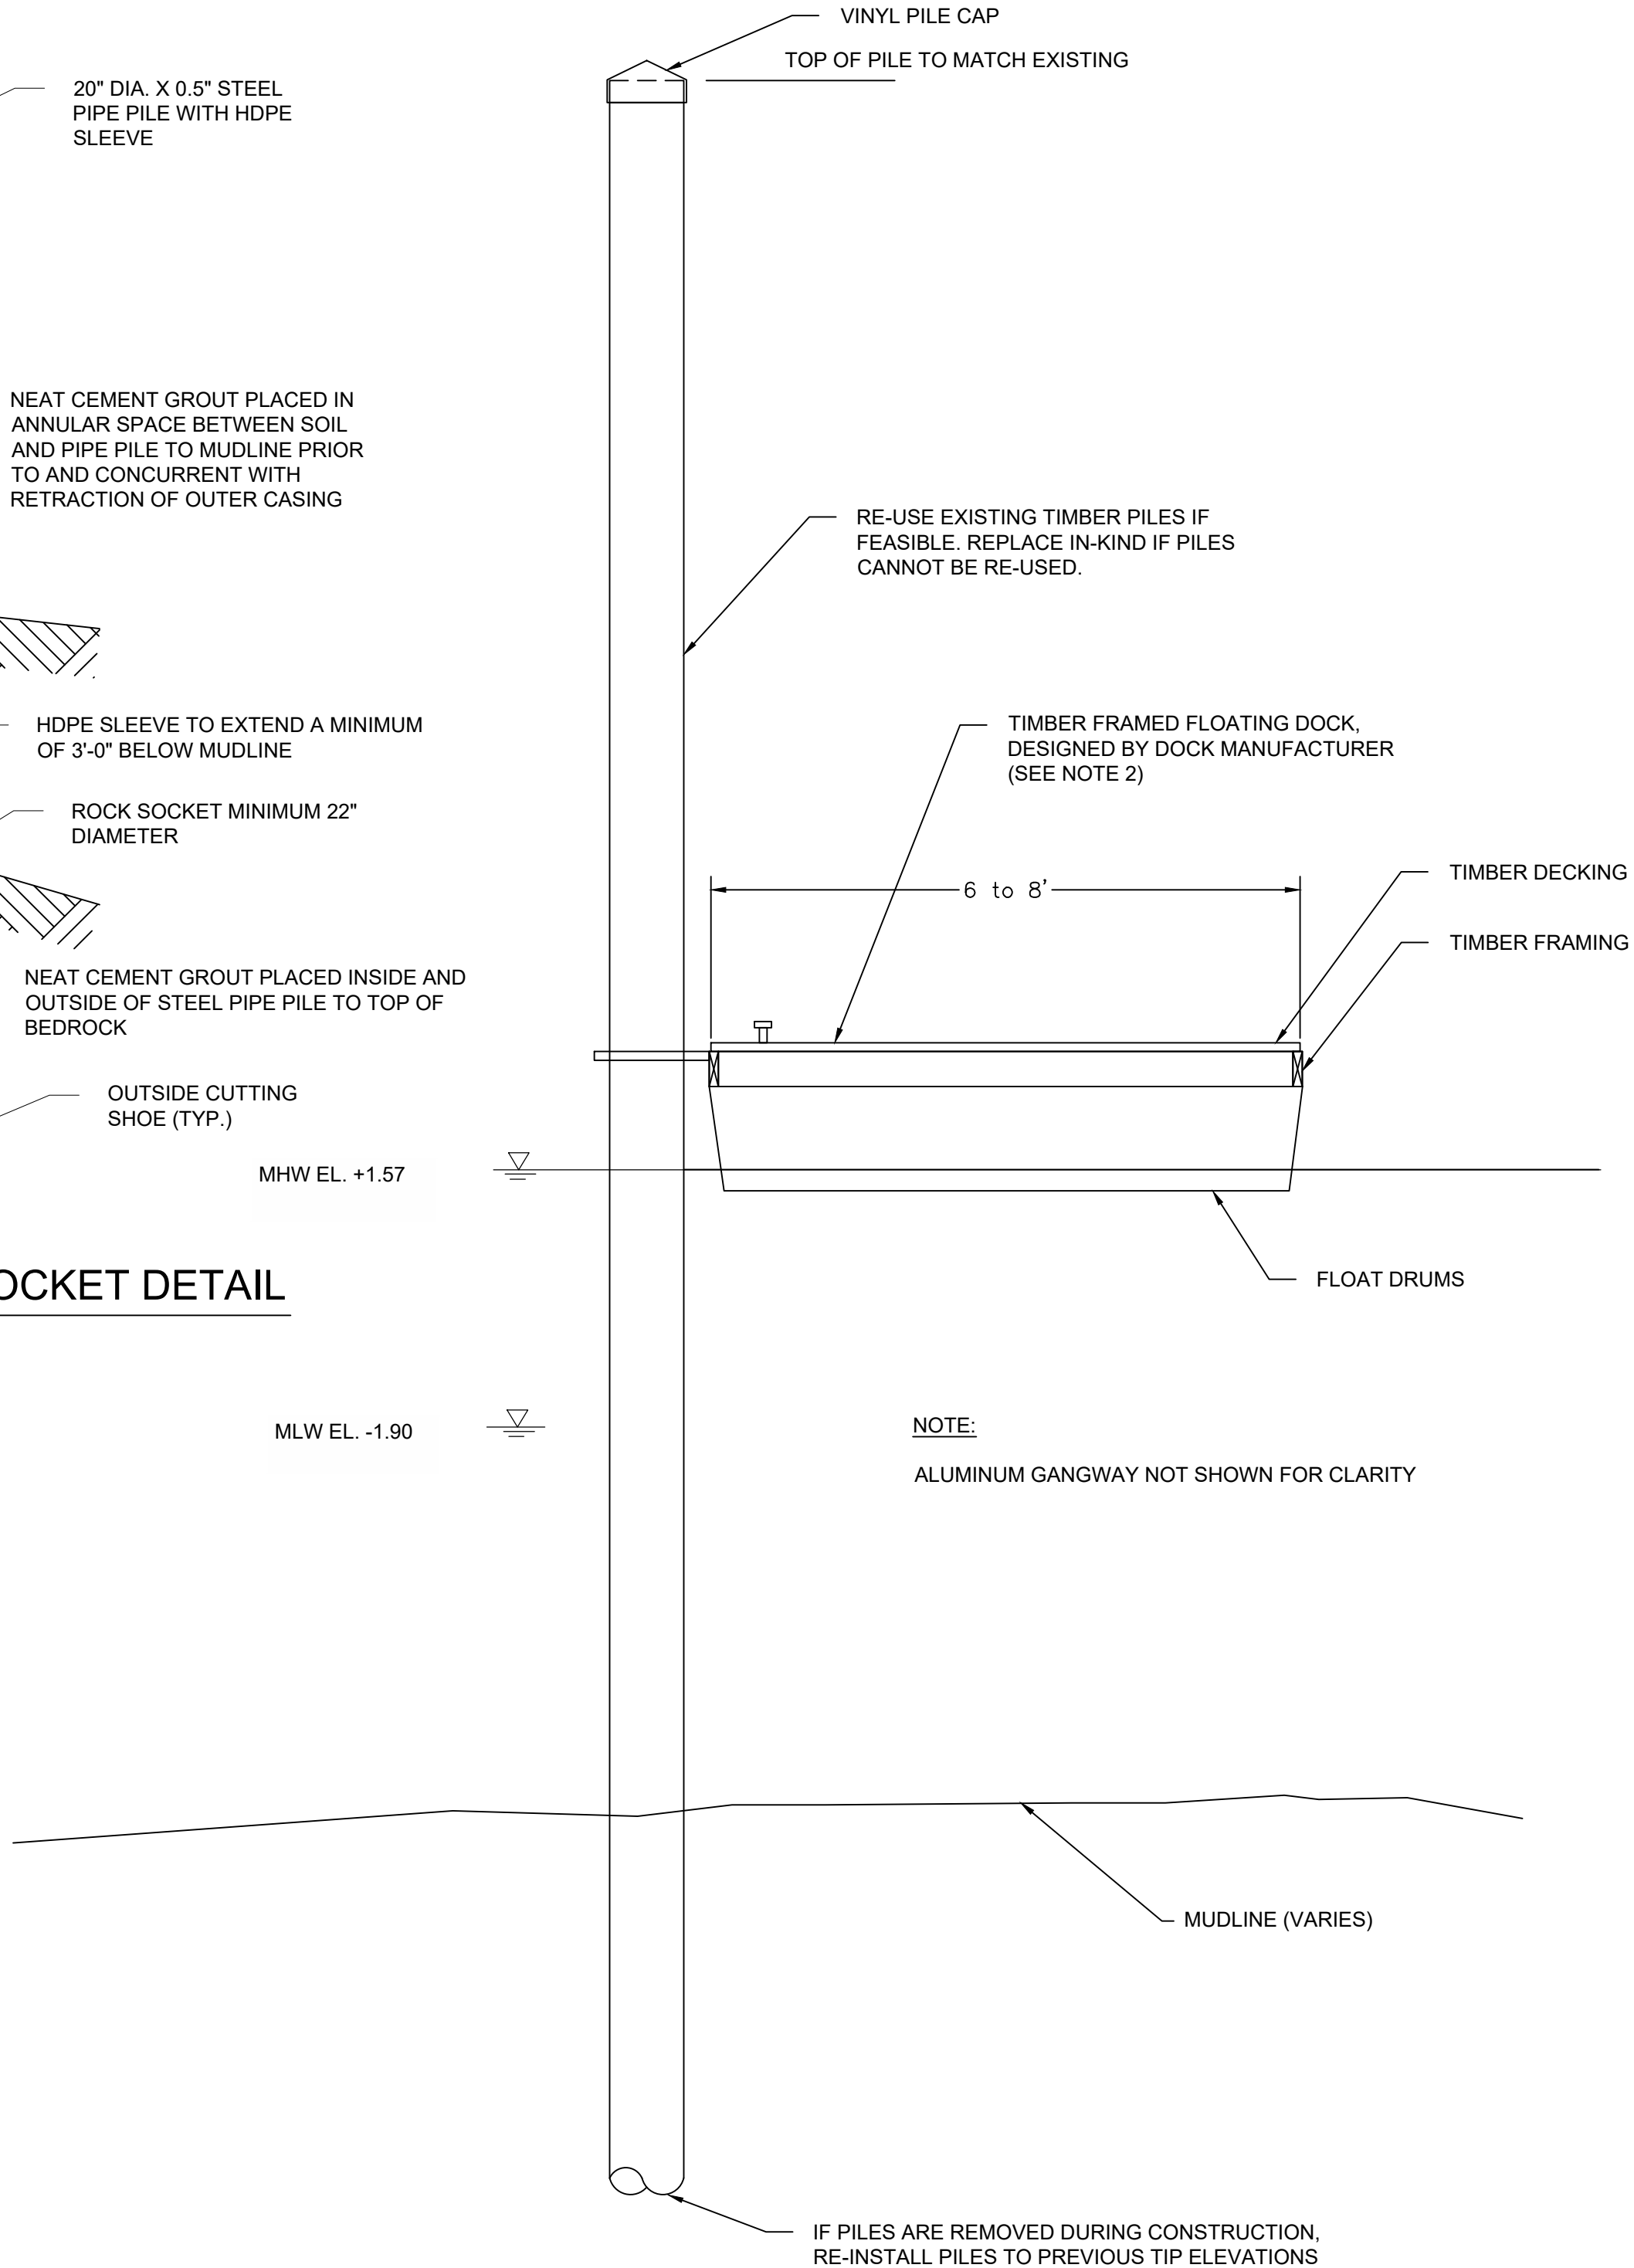 VINYL PILE CAP
TOP OF PILE TO MATCH EXISTING
20" DIA. X 0.5" STEEL
PIPE PILE WITH HDPE
SLEEVE
NEAT CEMENT GROUT PLACED IN
ANNULAR SPACE BETWEEN SOIL
AND PIPE PILE TO MUDLINE PRIOR
TO AND CONCURRENT WITH
RETRACTION OF OUTER CASING
RE-USE EXISTING TIMBER PILES IF
FEASIBLE. REPLACE IN-KIND IF PILES
CANNOT BE RE-USED.
HDPE SLEEVE TO EXTEND A MINIMUM
OF 3'-0" BELOW MUDLINE
TIMBER FRAMED FLOATING DOCK,
DESIGNED BY DOCK MANUFACTURER
(SEE NOTE 2)
ROCK SOCKET MINIMUM 22"
DIAMETER
6 to 8'
TIMBER DECKING
TIMBER FRAMING
NEAT CEMENT GROUT PLACED INSIDE AND
OUTSIDE OF STEEL PIPE PILE TO TOP OF
BEDROCK
OUTSIDE CUTTING
SHOE (TYP.)
MHW EL. +1.57
OCKET DETAIL
FLOAT DRUMS
MLW EL. -1.90
NOTE:
ALUMINUM GANGWAY NOT SHOWN FOR CLARITY
MUDLINE (VARIES)
IF PILES ARE REMOVED DURING CONSTRUCTION,
RE-INSTALL PILES TO PREVIOUS TIP ELEVATIONS